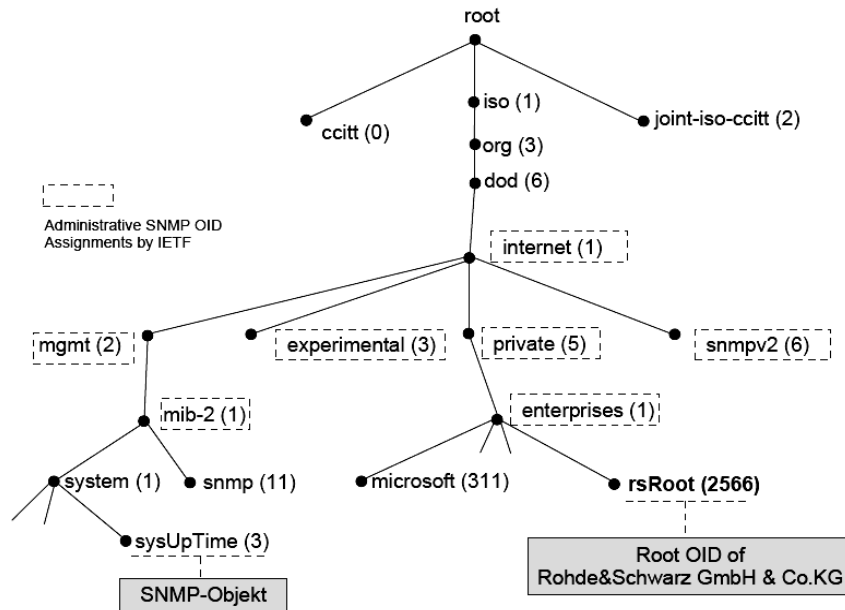 root
iso (1)
ccitt (0)
joint-iso-ccitt (2)
org (3)
dod (6)
Administrative SNMP OID
Assignments by IETF
internet (1)
mgmt (2)
experimental (3)
private (5)
snmpv2 (6)
mib-2 (1)
enterprises (1)
system (1)
snmp (11)
microsoft (311)
rsRoot (2566)
sysUpTime (3)
SNMP-Objekt
Root OID of
Rohde&Schwarz GmbH & Co.KG